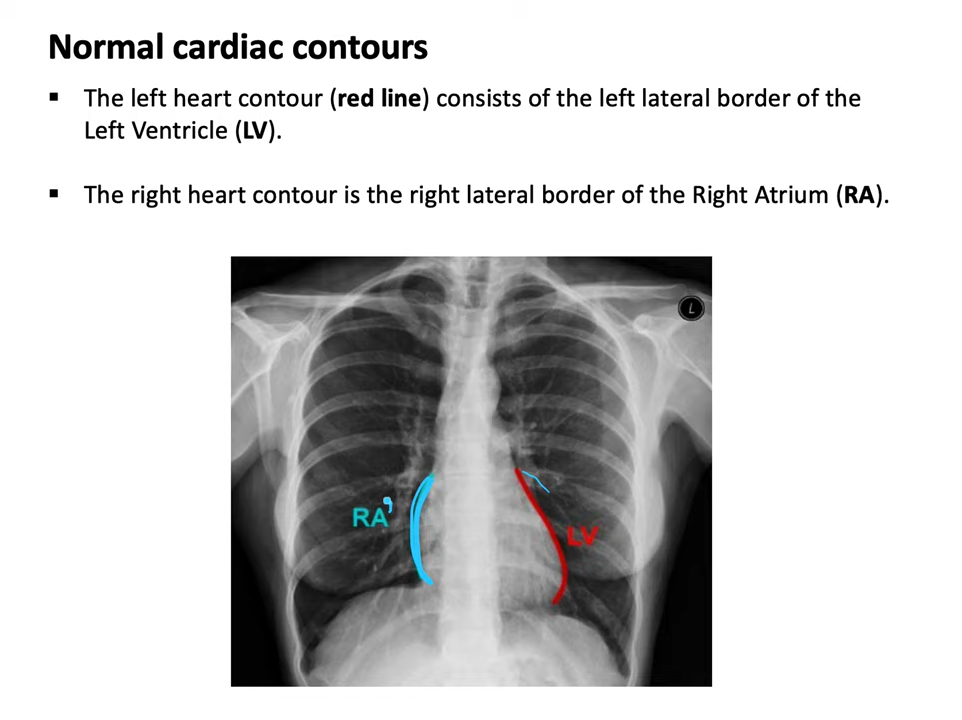 Normal cardiac contours
▪ The left heart contour (red line) consists of the left lateral border of the
Left Ventricle (LV).
▪ The right heart contour is the right lateral border of the Right Atrium (RA).
L
RA
LV